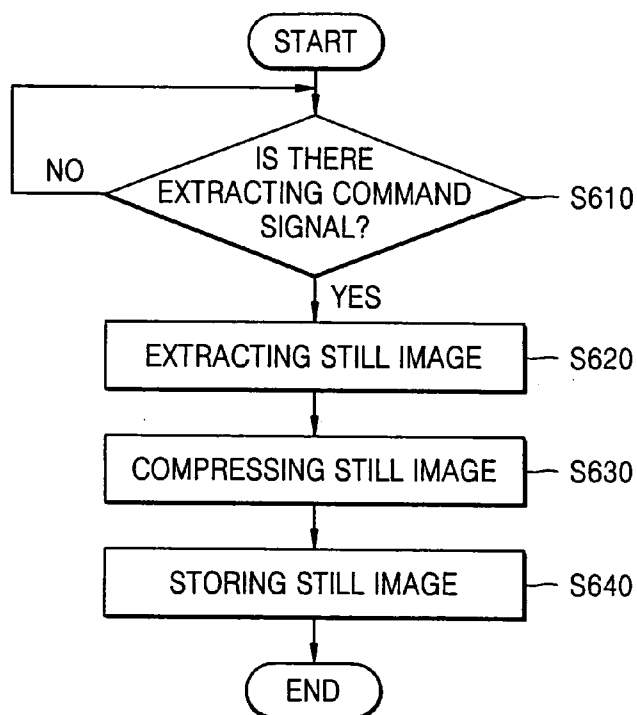 START
IS THERE
EXTRACTING COMMAND
SIGNAL?
NO
S610
YES
EXTRACTING STILL IMAGE
S620
COMPRESSING STILL IMAGE
S630
STORING STILL IMAGE
S640
END